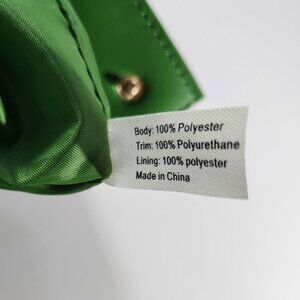 Body: 100% Polyester
Trim: 100% Polyurethane
Lining: 100% polyester
Made in China